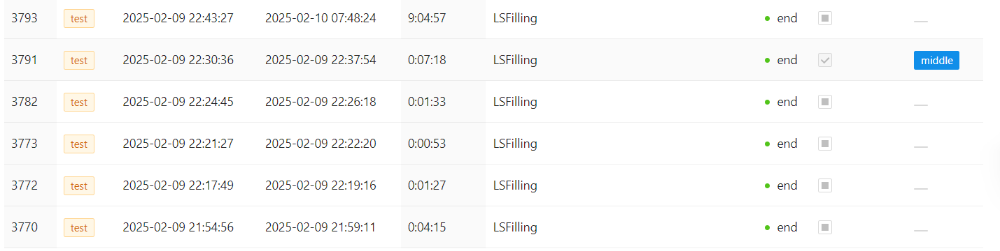 3793 test 2025-02-09 22:43:27 2025-02-10 07:48:24 9:04:57 LSFilling end
3791 test 2025-02-09 22:30:36 2025-02-09 22:37:54 0:07:18 LSFilling end middle
3782 test 2025-02-09 22:24:45 2025-02-09 22:26:18 0:01:33 LSFilling end
3773 test 2025-02-09 22:21:27 2025-02-09 22:22:20 0:00:53 LSFilling end
3772 test 2025-02-09 22:17:49 2025-02-09 22:19:16 0:01:27 LSFilling end
3770 test 2025-02-09 21:54:56 2025-02-09 21:59:11 0:04:15 LSFilling end